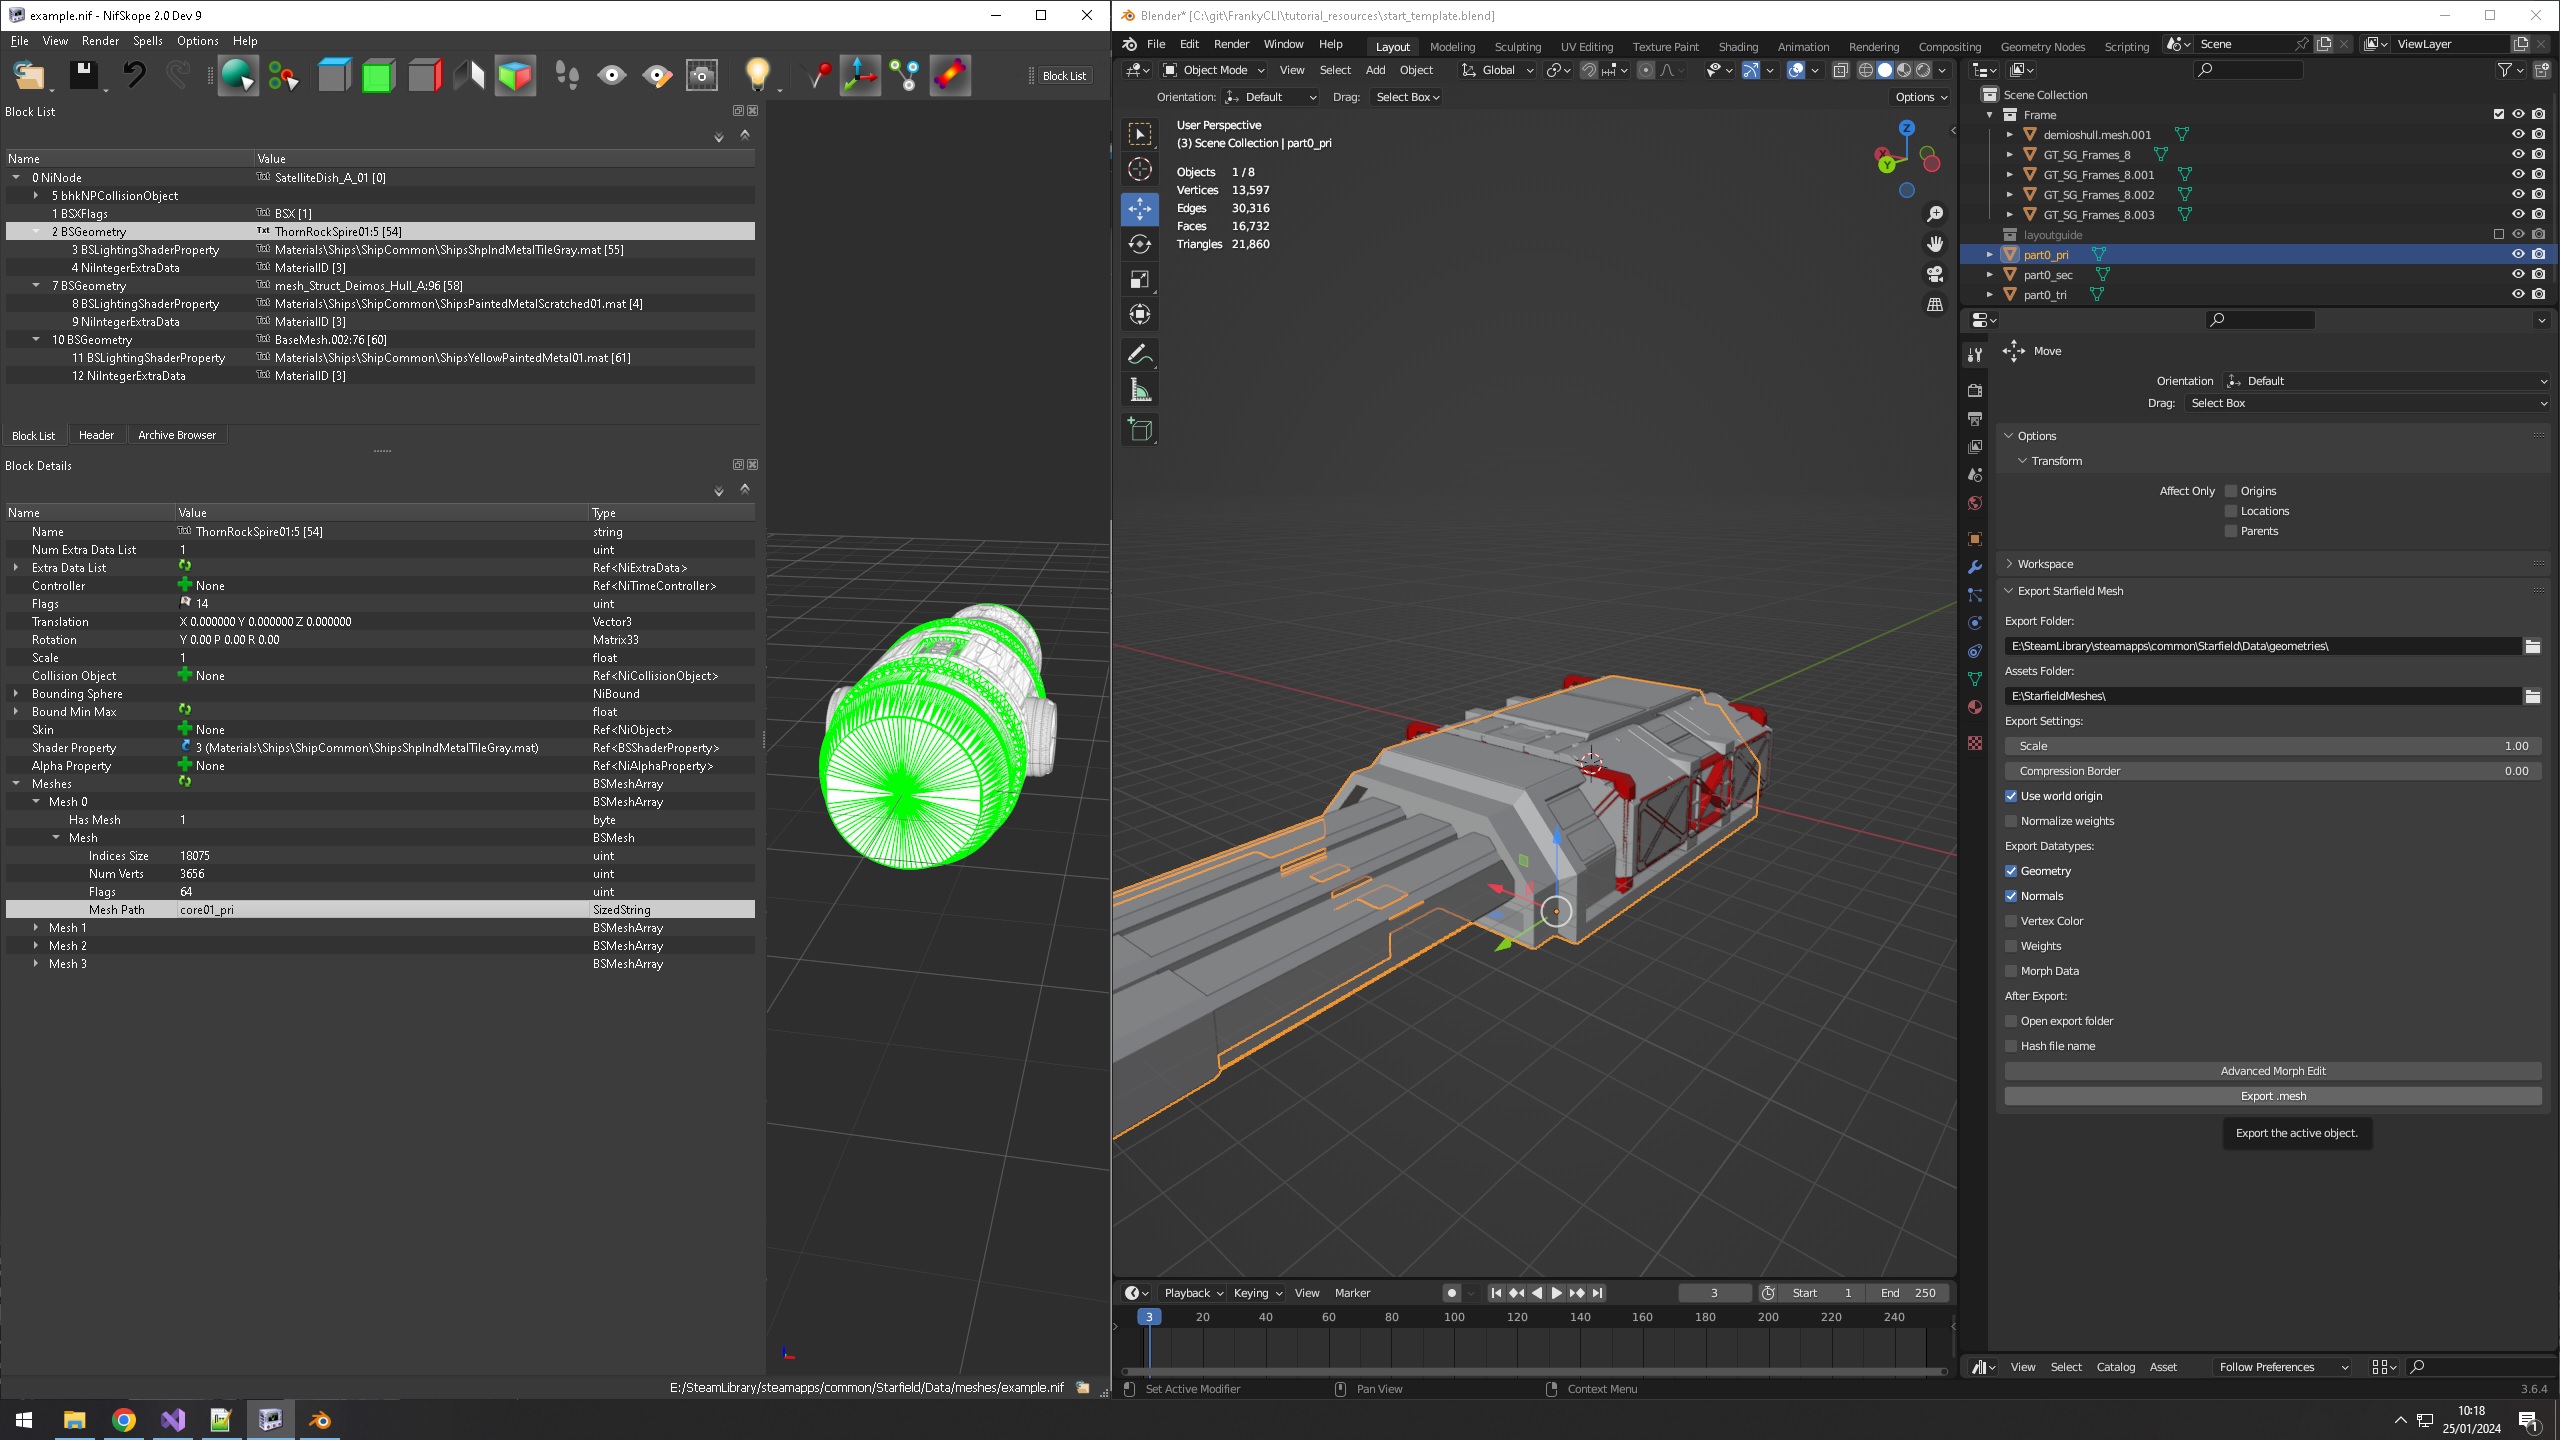 example.nif - NifSkope 2.0 Dev 9
File View Render Spells Options Help
Block List
Block List
Name Value
0 NiNode Txt SatelliteDish_A_01 [0]
5 bhkNPCollisionObject
1 BSXFlags Txt BSX [1]
2 BSGeometry Txt ThornRockSpire01:5 [54]
3 BSLightingShaderProperty Txt Materials\Ships\ShipCommon\ShipsShpIndMetalTileGray.mat [55]
4 NiIntegerExtraData Txt MaterialID [3]
7 BSGeometry Txt mesh_Struct_Deimos_Hull_A:96 [58]
8 BSLightingShaderProperty Txt Materials\Ships\ShipCommon\ShipsPaintedMetalScratched01.mat [4]
9 NiIntegerExtraData Txt MaterialID [3]
10 BSGeometry Txt BaseMesh.002:76 [60]
11 BSLightingShaderProperty Txt Materials\Ships\ShipCommon\ShipsYellowPaintedMetal01.mat [61]
12 NiIntegerExtraData Txt MaterialID [3]
Block List Header Archive Browser
Block Details
Name Value Type
Name Txt ThornRockSpire01:5 [54] string
Num Extra Data List 1 uint
Extra Data List Ref<NiExtraData>
Controller None Ref<NiTimeController>
Flags 14 uint
Translation X 0.000000 Y 0.000000 Z 0.000000 Vector3
Rotation Y 0.00 P 0.00 R 0.00 Matrix33
Scale 1 float
Collision Object None Ref<NiCollisionObject>
Bounding Sphere NiBound
Bound Min Max float
Skin None Ref<NiObject>
Shader Property 3 (Materials\Ships\ShipCommon\ShipsShpIndMetalTileGray.mat) Ref<BSShaderProperty>
Alpha Property None Ref<NiAlphaProperty>
Meshes BSMeshArray
Mesh 0 BSMeshArray
Has Mesh 1 byte
Mesh BSMesh
Indices Size 18075 uint
Num Verts 3656 uint
Flags 64 uint
Mesh Path core01_pri SizedString
Mesh 1 BSMeshArray
Mesh 2 BSMeshArray
Mesh 3 BSMeshArray
E:/SteamLibrary/steamapps/common/Starfield/Data/meshes/example.nif
Blender* [C:\git\FrankyCLI\tutorial_resources\start_template.blend]
File Edit Render Window Help Layout Modeling Sculpting UV Editing Texture Paint Shading Animation Rendering Compositing Geometry Nodes Scripting Scene ViewLayer
Object Mode View Select Add Object Global
Orientation: Default Drag: Select Box Options
User Perspective
(3) Scene Collection | part0_pri
Objects 1 / 8
Vertices 13,597
Edges 30,316
Faces 16,732
Triangles 21,860
Z
X
Y
Scene Collection
Frame
demioshull.mesh.001
GT_SG_Frames_8
GT_SG_Frames_8.001
GT_SG_Frames_8.002
GT_SG_Frames_8.003
layoutguide
part0_pri
part0_sec
part0_tri
Move
Orientation Default
Drag: Select Box
Options
Transform
Affect Only Origins
Locations
Parents
Workspace
Export Starfield Mesh
Export Folder:
E:\SteamLibrary\steamapps\common\Starfield\Data\geometries\
Assets Folder:
E:\StarfieldMeshes\
Export Settings:
Scale 1.00
Compression Border 0.00
Use world origin
Normalize weights
Export Datatypes:
Geometry
Normals
Vertex Color
Weights
Morph Data
After Export:
Open export folder
Hash file name
Advanced Morph Edit
Export .mesh
Export the active object.
Playback Keying View Marker 3 Start 1 End 250
3 20 40 60 80 100 120 140 160 180 200 220 240
View Select Catalog Asset Follow Preferences
Set Active Modifier Pan View Context Menu 3.6.4
10:18
25/01/2024
1